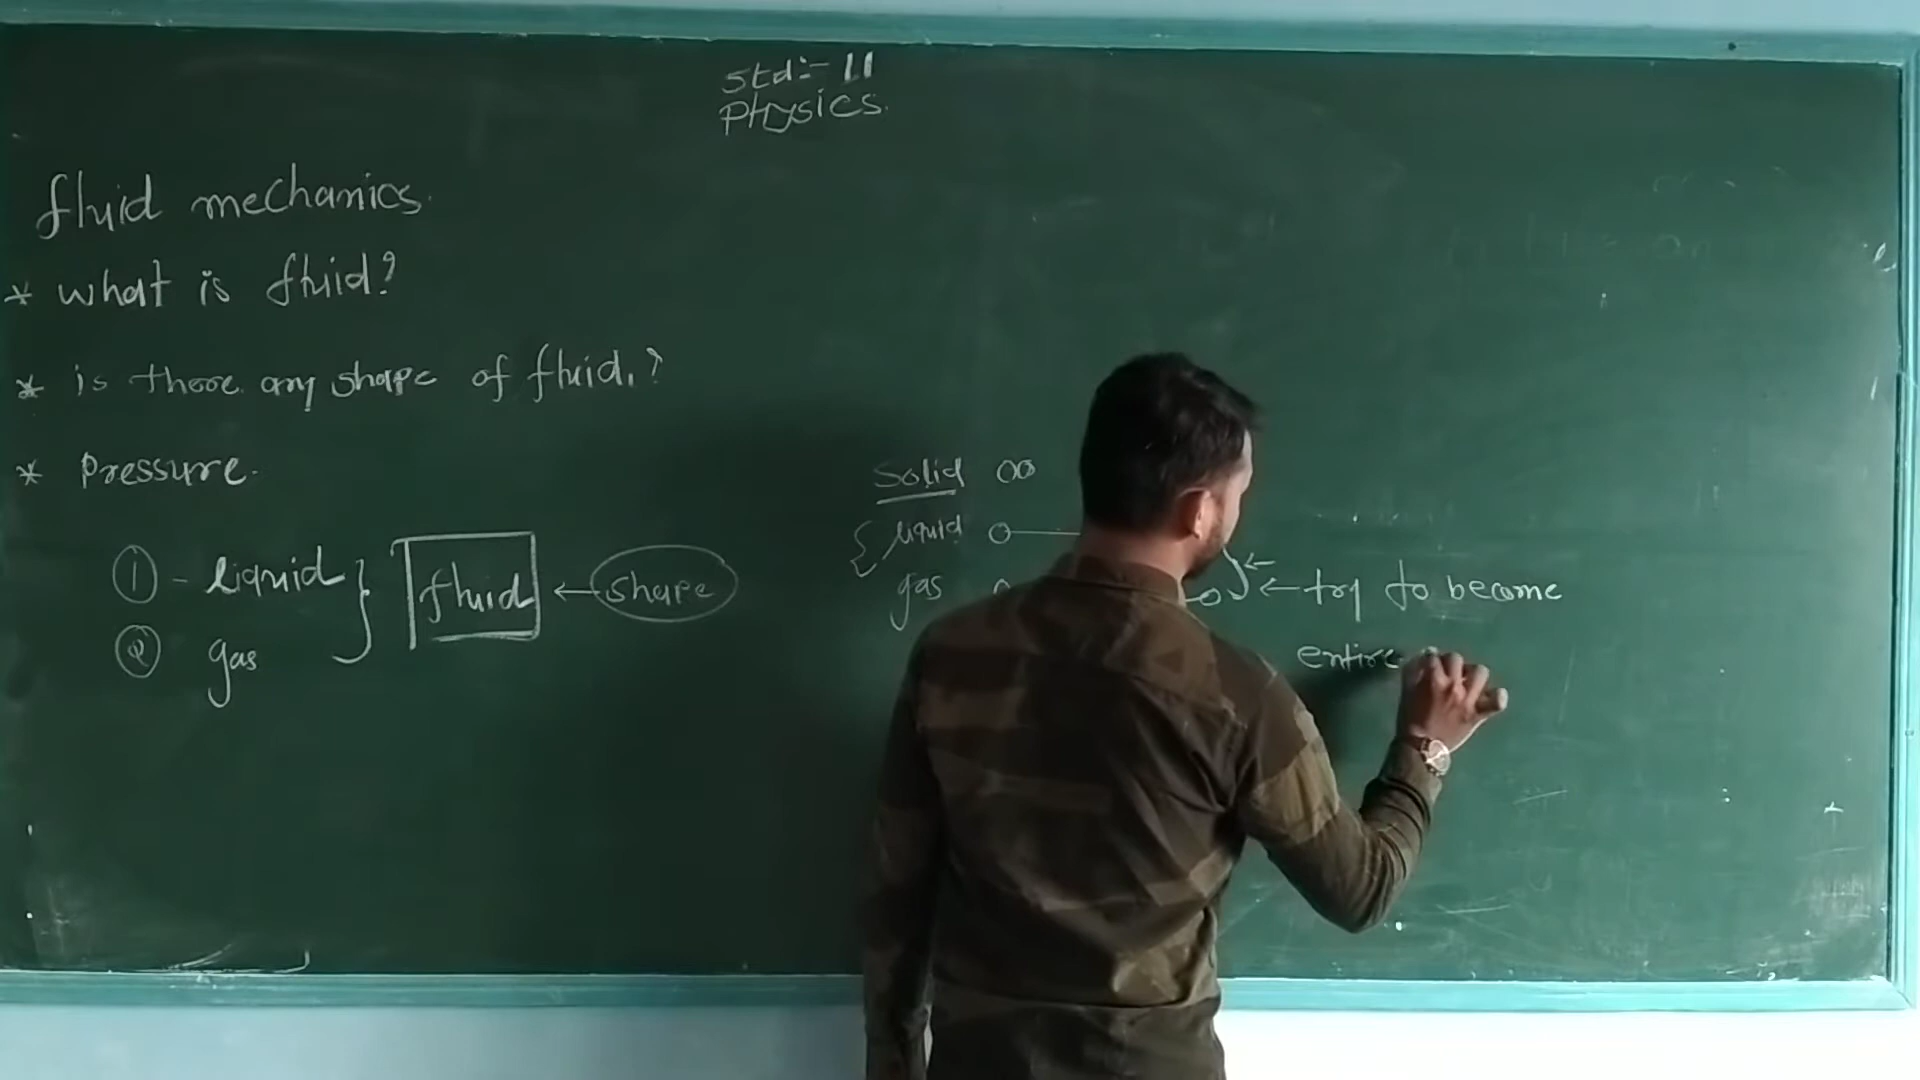 Std:- 11
Physics.
fluid mechanics.
* what is fluid?
* is there any shape of fluid.?
* Pressure.
① - Liquid
② gas
fluid ← shape
Solid
liquid
gas
← try to become
entire